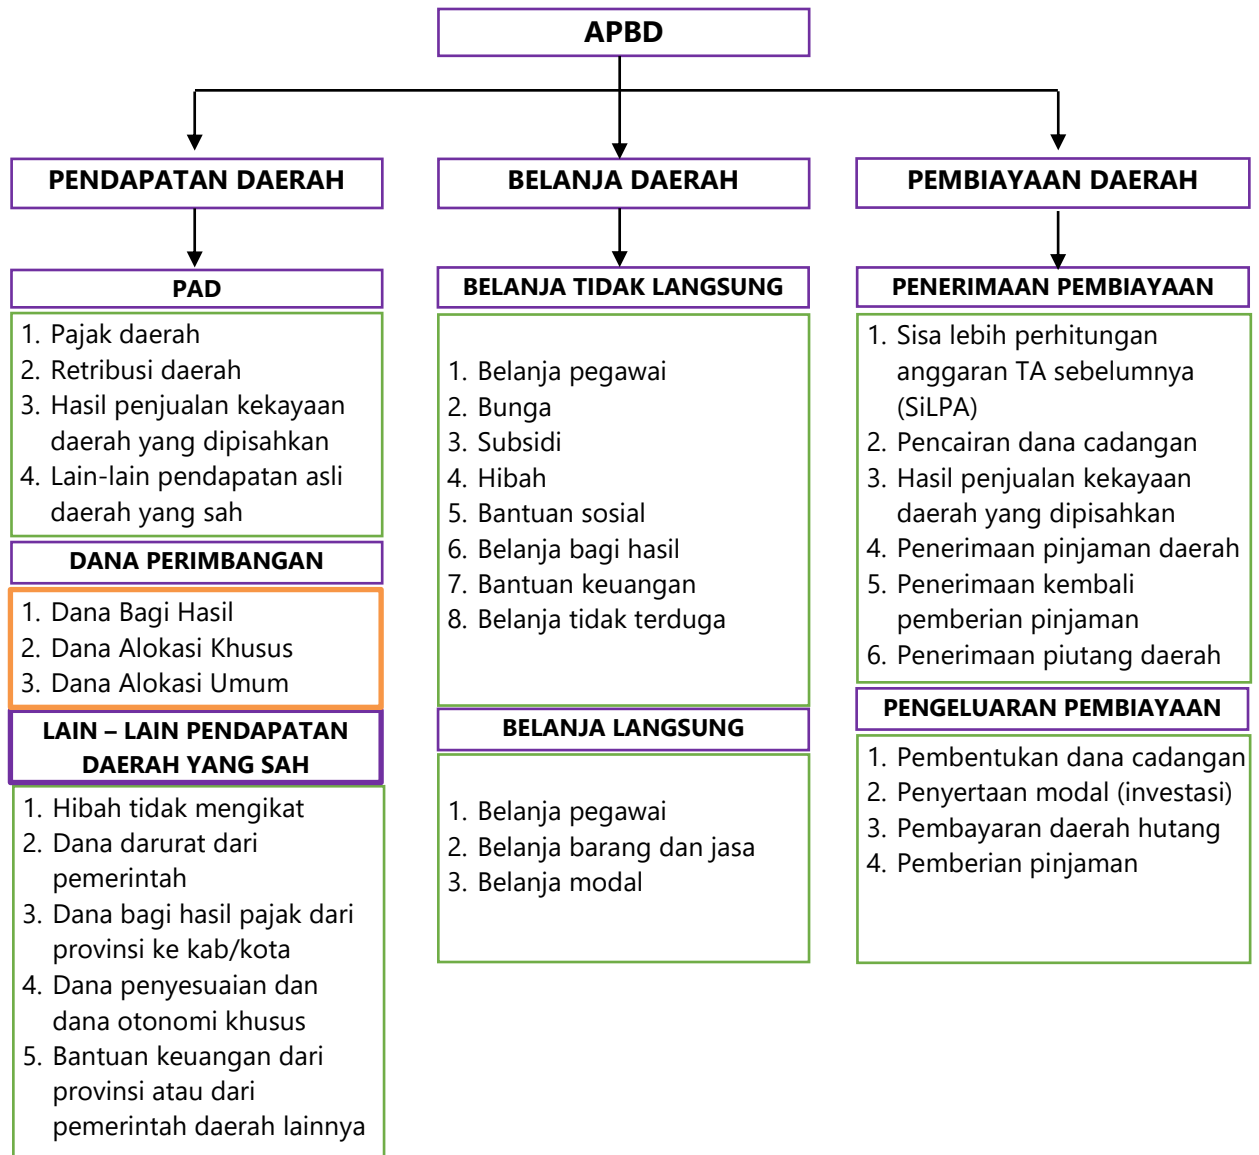 APBD
PENDAPATAN DAERAH
PAD
1. Pajak daerah
2. Retribusi daerah
3. Hasil penjualan kekayaan
daerah yang dipisahkan
4. Lain-lain pendapatan asli
daerah yang sah
DANA PERIMBANGAN
1. Dana Bagi Hasil
2. Dana Alokasi Khusus
3. Dana Alokasi Umum
LAIN – LAIN PENDAPATAN
DAERAH YANG SAH
1. Hibah tidak mengikat
2. Dana darurat dari
pemerintah
3. Dana bagi hasil pajak dari
provinsi ke kab/kota
4. Dana penyesuaian dan
dana otonomi khusus
5. Bantuan keuangan dari
provinsi atau dari
pemerintah daerah lainnya
BELANJA DAERAH
BELANJA TIDAK LANGSUNG
1. Belanja pegawai
2. Bunga
3. Subsidi
4. Hibah
5. Bantuan sosial
6. Belanja bagi hasil
7. Bantuan keuangan
8. Belanja tidak terduga
BELANJA LANGSUNG
1. Belanja pegawai
2. Belanja barang dan jasa
3. Belanja modal
PEMBIAYAAN DAERAH
PENERIMAAN PEMBIAYAAN
1. Sisa lebih perhitungan
anggaran TA sebelumnya
(SiLPA)
2. Pencairan dana cadangan
3. Hasil penjualan kekayaan
daerah yang dipisahkan
4. Penerimaan pinjaman daerah
5. Penerimaan kembali
pemberian pinjaman
6. Penerimaan piutang daerah
PENGELUARAN PEMBIAYAAN
1. Pembentukan dana cadangan
2. Penyertaan modal (investasi)
3. Pembayaran daerah hutang
4. Pemberian pinjaman